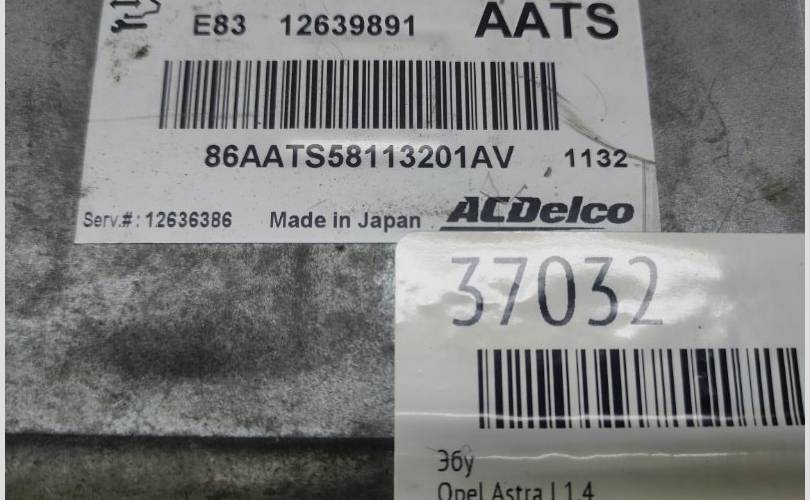 E83 12639891 AATS
86AATS58113201AV 1132
Serv.#: 12636386 Made in Japan ACDelco
37032
Эбу
Opel Astra J 1.4